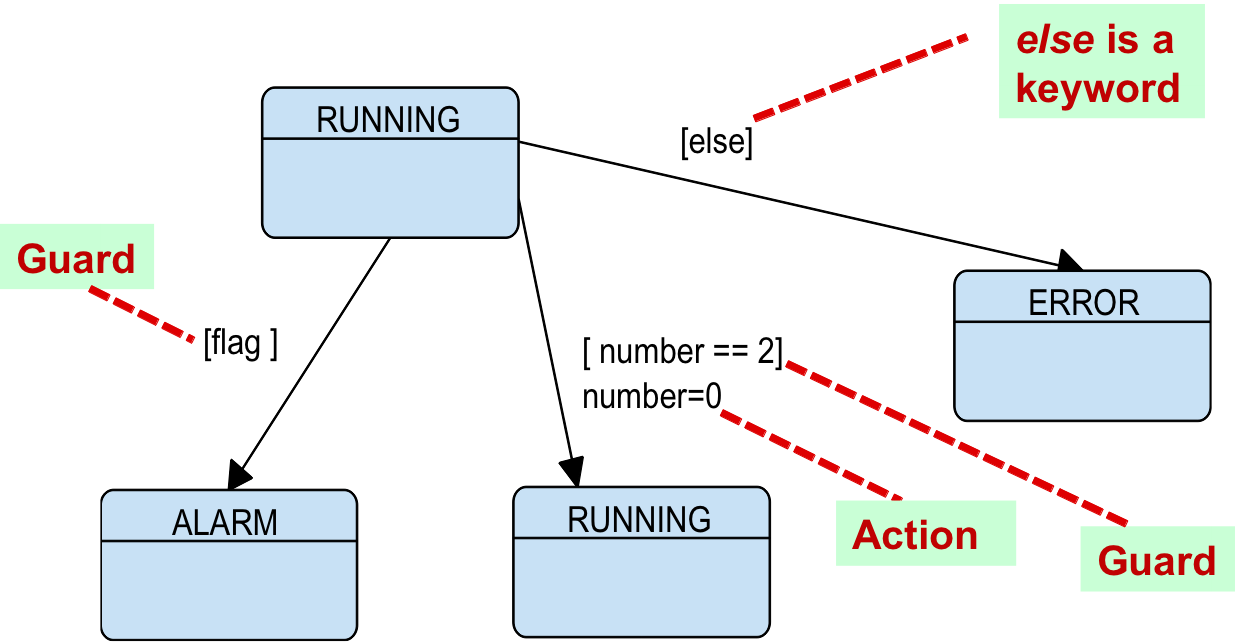 else is a
keyword
RUNNING
[else]
Guard
ERROR
[flag ]
[ number == 2]
number=0
ALARM
RUNNING
Action
Guard